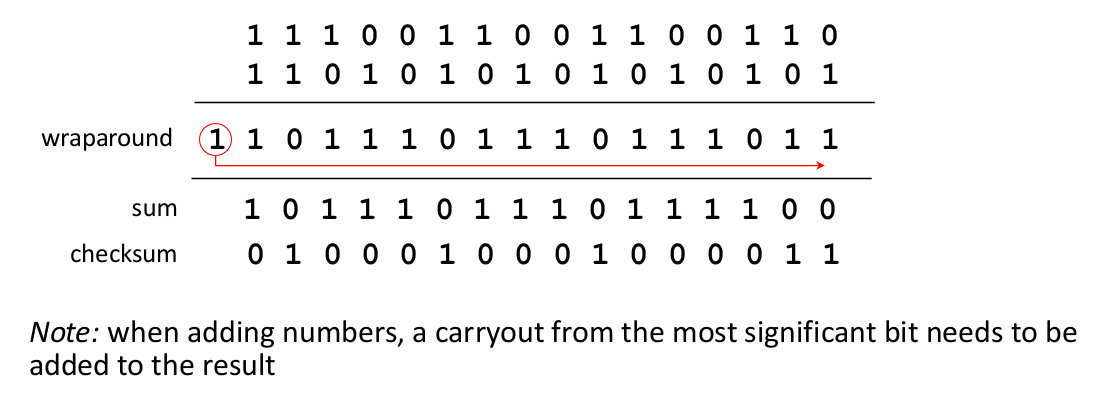 1 1 1 0 0 1 1 0 0 1 1 0 0 1 1 0
1 1 0 1 0 1 0 1 0 1 0 1 0 1 0 1
wraparound 1 1 0 1 1 1 0 1 1 1 0 1 1 1 0 1 1
sum 1 0 1 1 1 0 1 1 1 0 1 1 1 1 0 0
checksum 0 1 0 0 0 1 0 0 0 1 0 0 0 0 1 1
Note: when adding numbers, a carryout from the most significant bit needs to be
added to the result